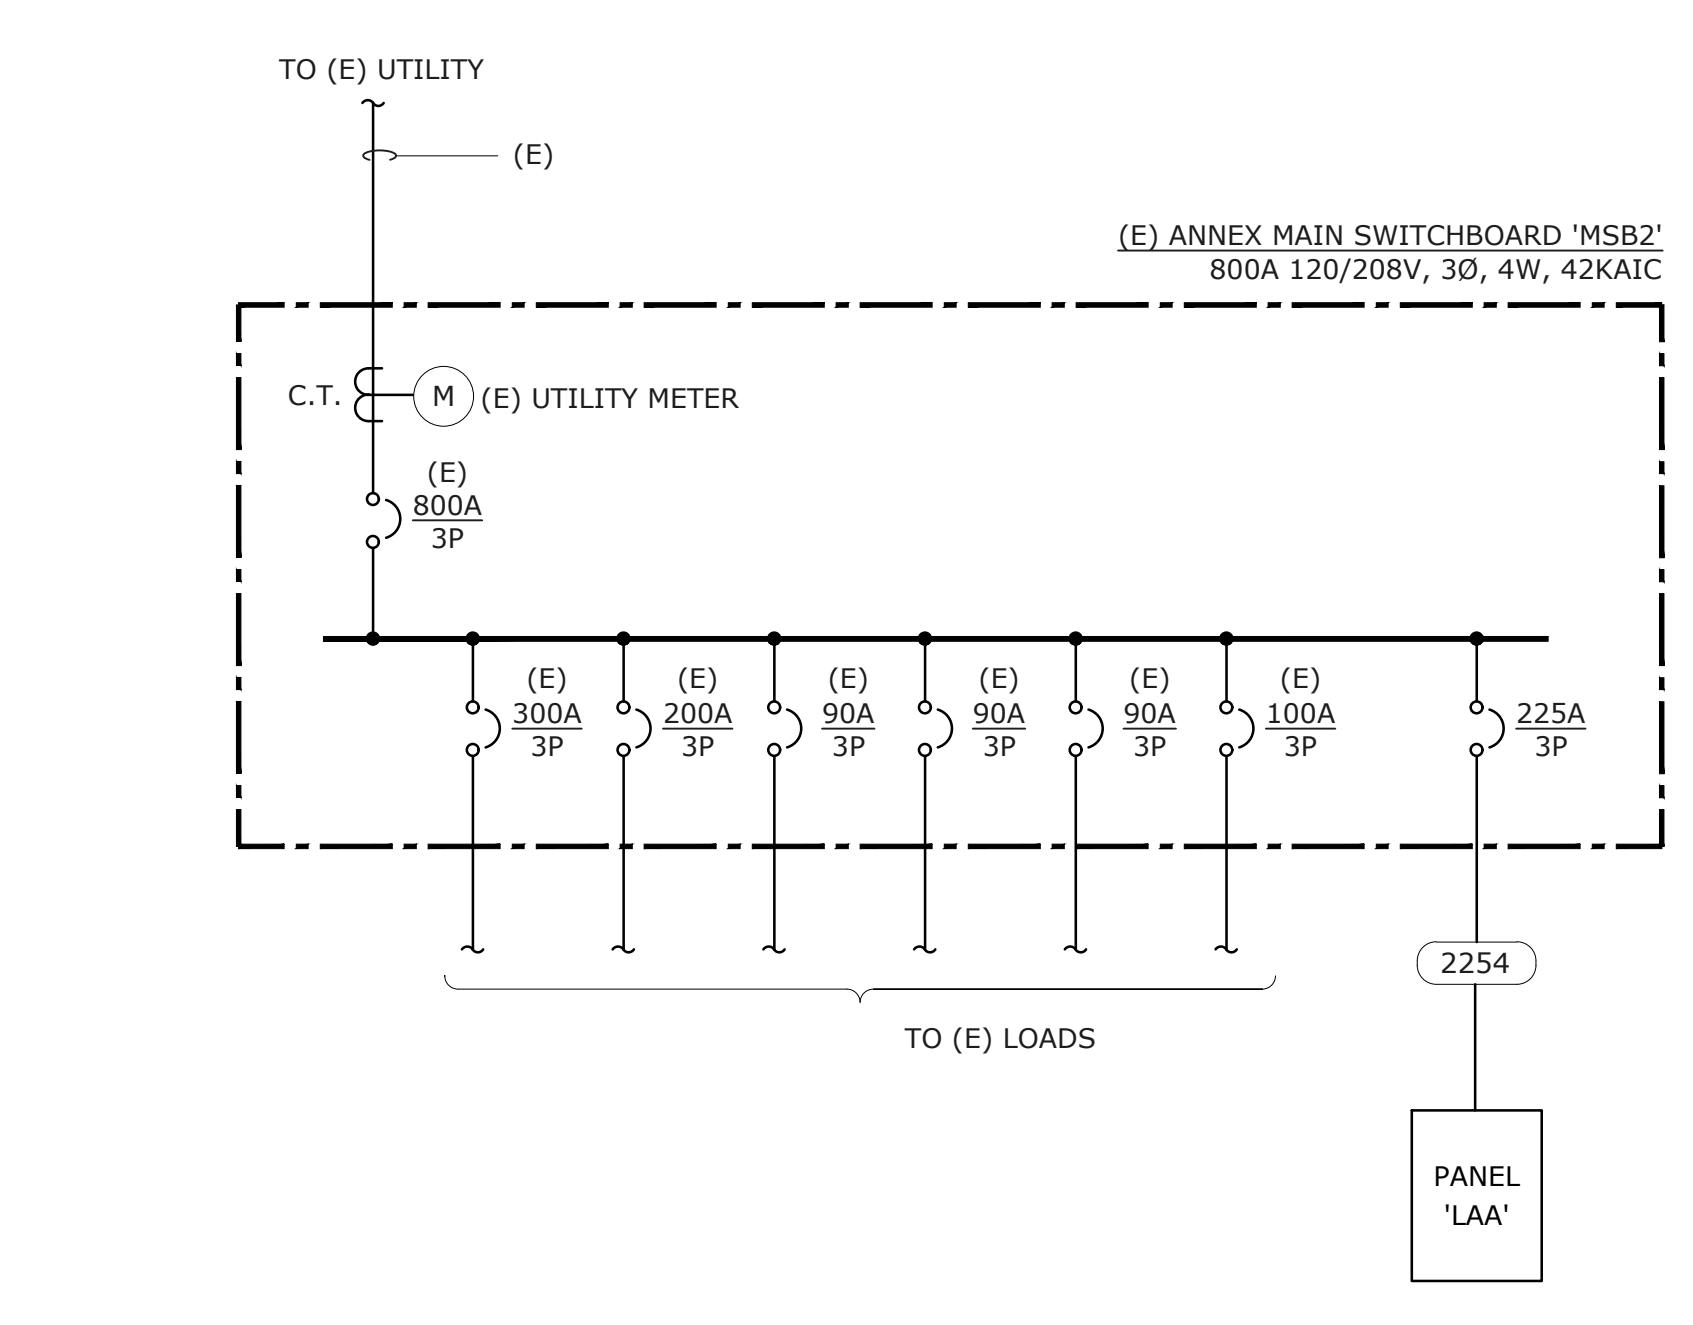 TO (E) UTILITY
(E)
(E) ANNEX MAIN SWITCHBOARD 'MSB2'
800A 120/208V, 3Ø, 4W, 42KAIC
C.T.
M
(E) UTILITY METER
(E)
800A
3P
(E)
300A
3P
(E)
200A
3P
(E)
90A
3P
(E)
90A
3P
(E)
90A
3P
(E)
100A
3P
225A
3P
2254
TO (E) LOADS
PANEL
'LAA'